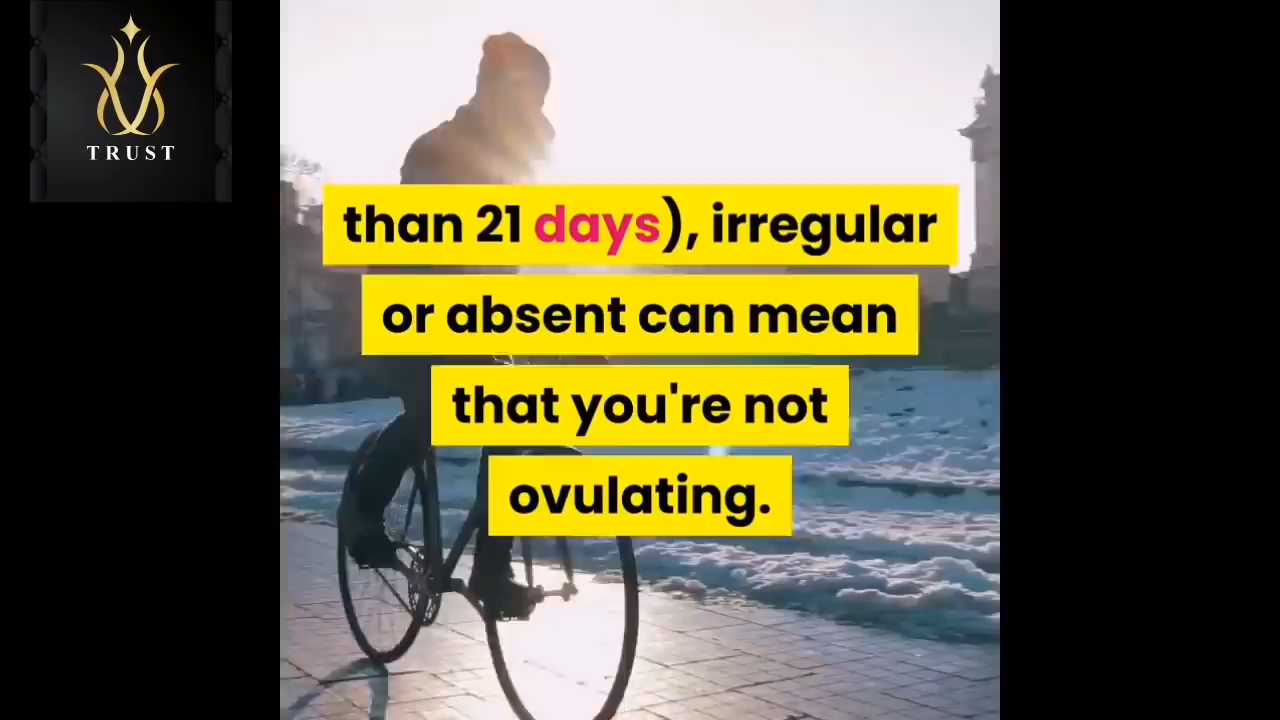 TRUST
than 21 days), irregular
or absent can mean
that you're not
ovulating.